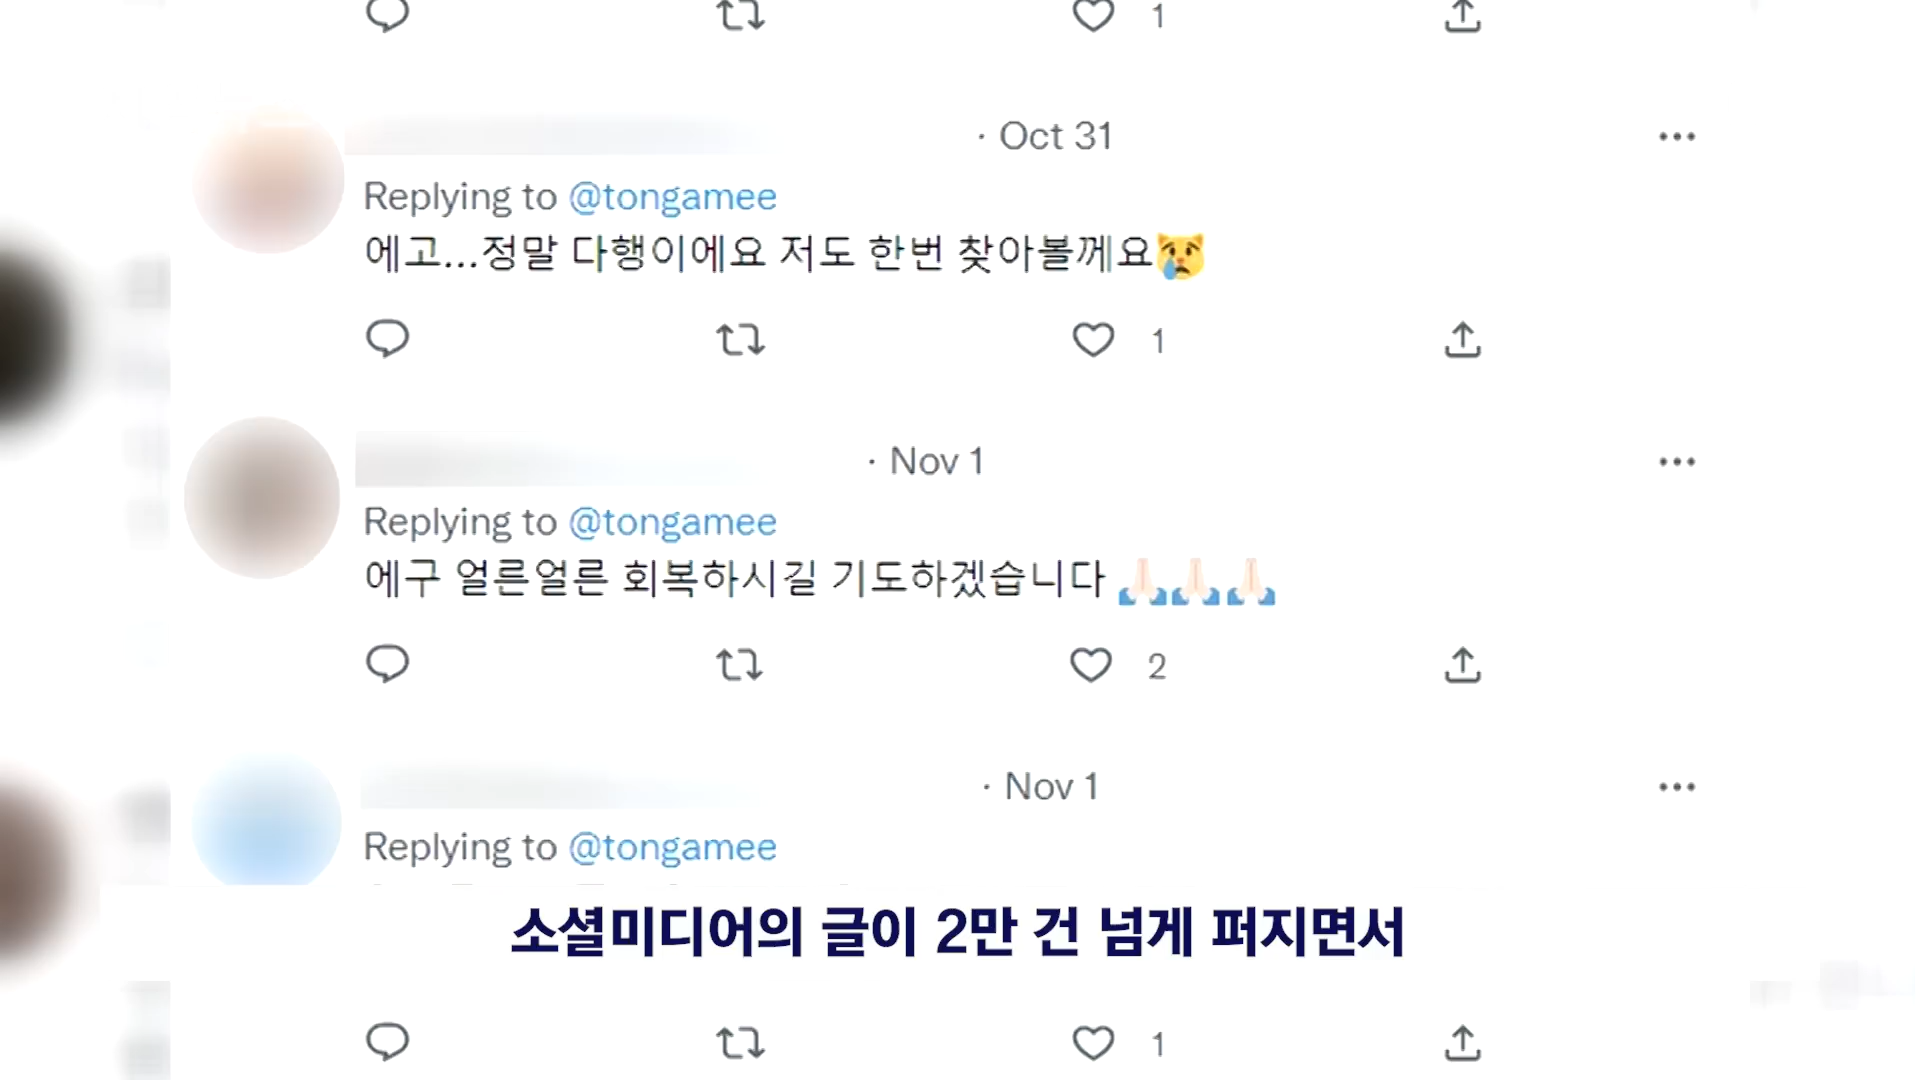 1
· Oct 31
Replying to @tongamee
에고...정말 다행이에요 저도 한번 찾아볼께요😿
1
· Nov 1
Replying to @tongamee
에구 얼른얼른 회복하시길 기도하겠습니다 🙏🏻🙏🏻🙏🏻
2
· Nov 1
Replying to @tongamee
소셜미디어의 글이 2만 건 넘게 퍼지면서
1